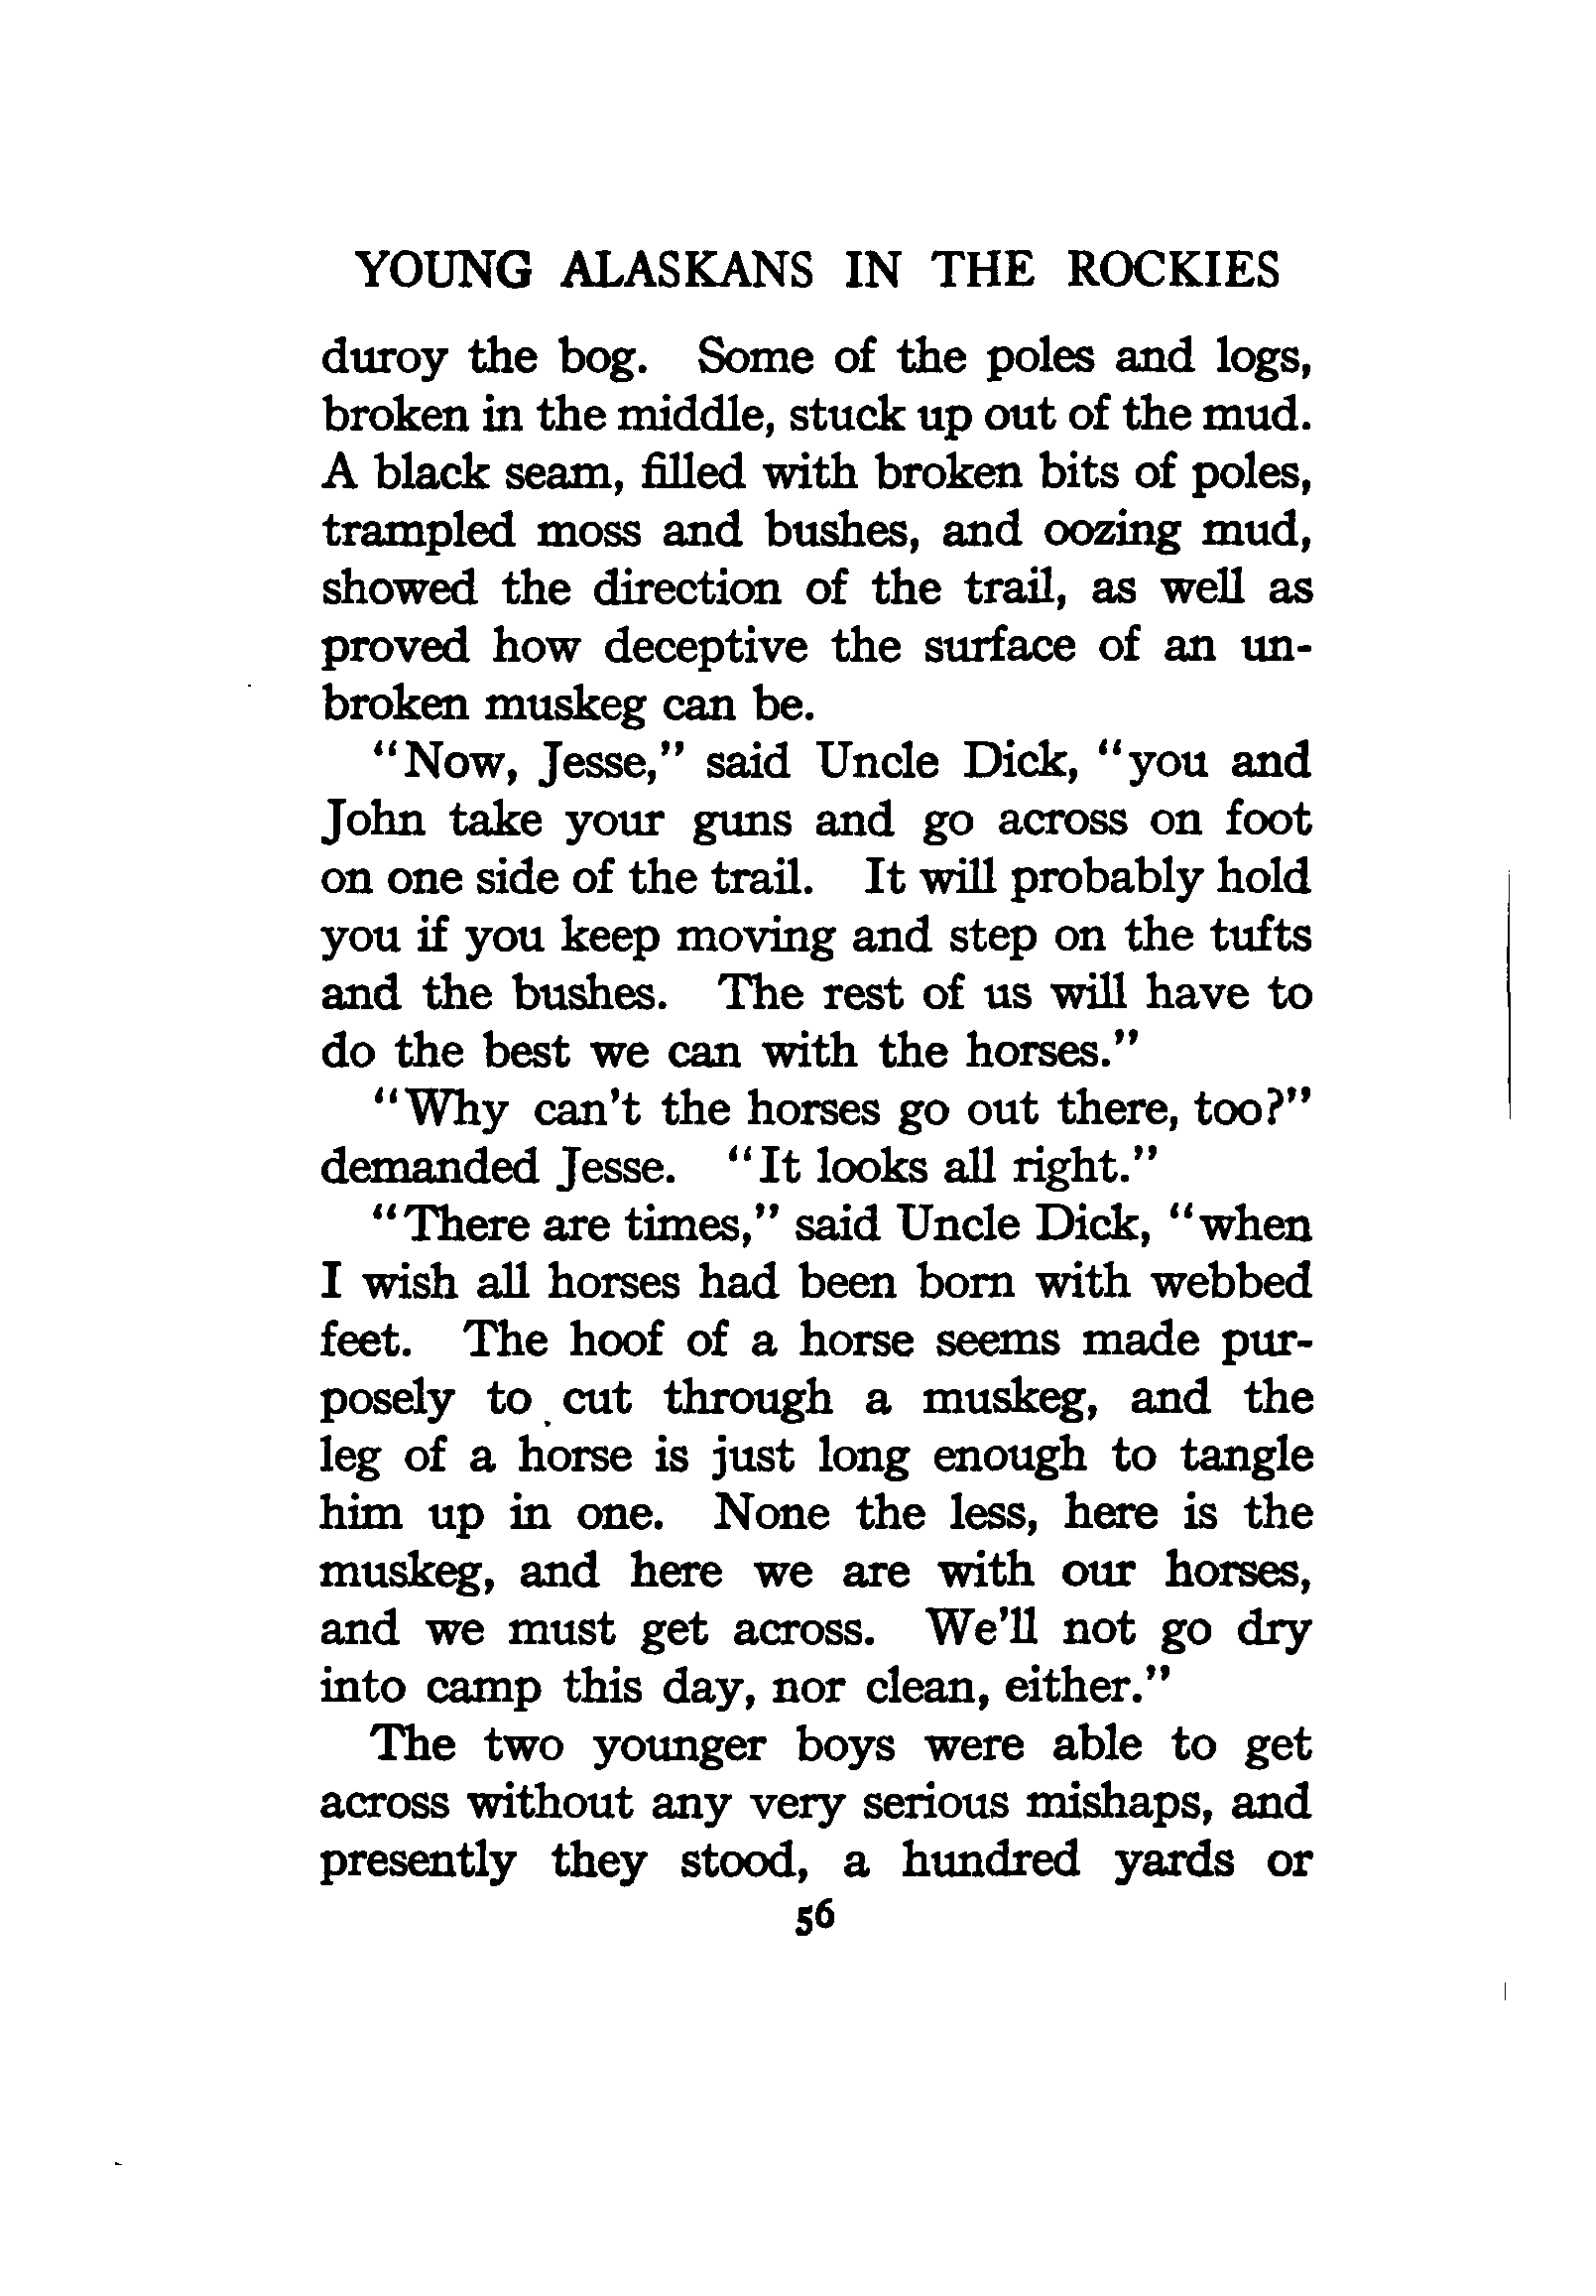 YOUNG ALASKANS IN THE ROCKIES
duroy the bog. Some of the poles and logs,
broken in the middle, stuck up out of the mud.
A black seam, filled with broken bits of poles,
trampled moss and bushes, and oozing mud,
showed the direction of the trail, as well as
proved how deceptive the surface of an un-
broken muskeg can be.
"Now, Jesse," said Uncle Dick, "you and
John take your guns and go across on foot
on one side of the trail. It will probably hold
you if you keep moving and step on the tufts
and the bushes. The rest of us will have to
do the best we can with the horses."
"Why can't the horses go out there, too?"
demanded Jesse. "It looks all right."
"There are times," said Uncle Dick, "when
I wish all horses had been born with webbed
feet. The hoof of a horse seems made pur-
posely to cut through a muskeg, and the
leg of a horse is just long enough to tangle
him up in one. None the less, here is the
muskeg, and here we are with our horses,
and we must get across. We'll not go dry
into camp this day, nor clean, either."
The two younger boys were able to get
across without any very serious mishaps, and
presently they stood, a hundred yards or
56